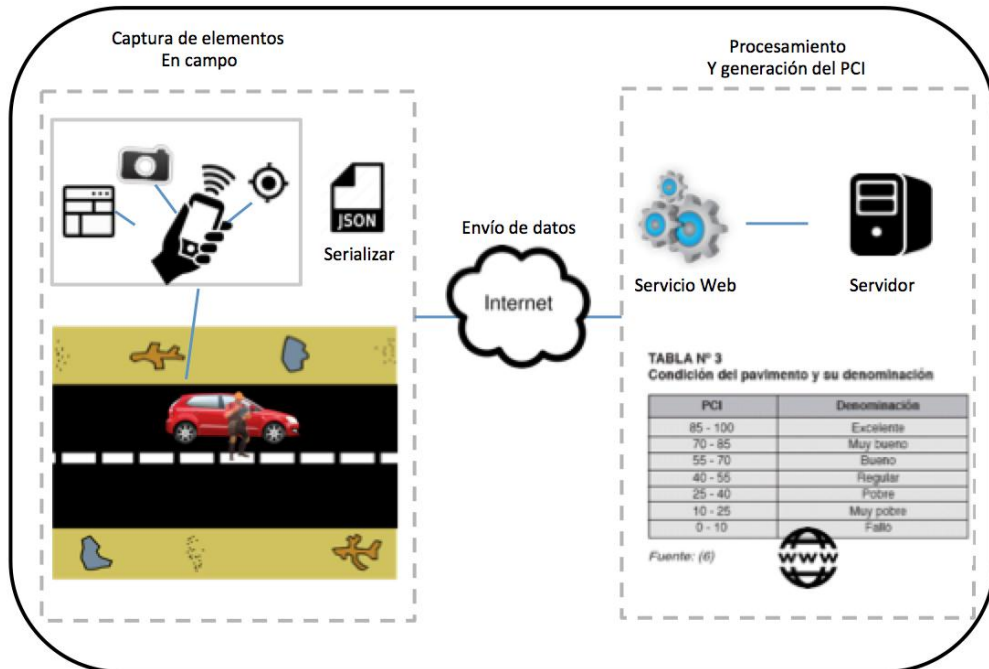 Captura de elementos
En campo
Procesamiento
Y generación del PCI
JSON
Serializar
Envío de datos
Internet
Servicio Web
Servidor
TABLA Nº 3
Condición del pavimento y su denominación
PCI Denominación
85 - 100 Excelente
70 - 85 Muy bueno
55 - 70 Bueno
40 - 55 Regular
25 - 40 Pobre
10 - 25 Muy pobre
0 - 10 Fallo
Fuente: (6)
www